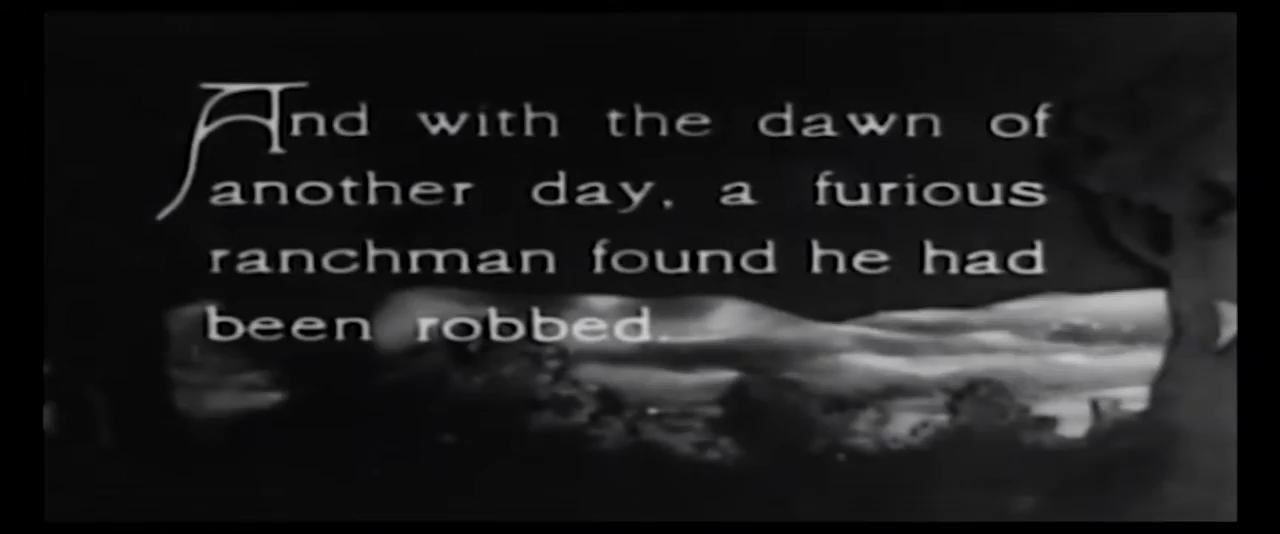 And with the dawn of
another day, a furious
ranchman found he had
been robbed.